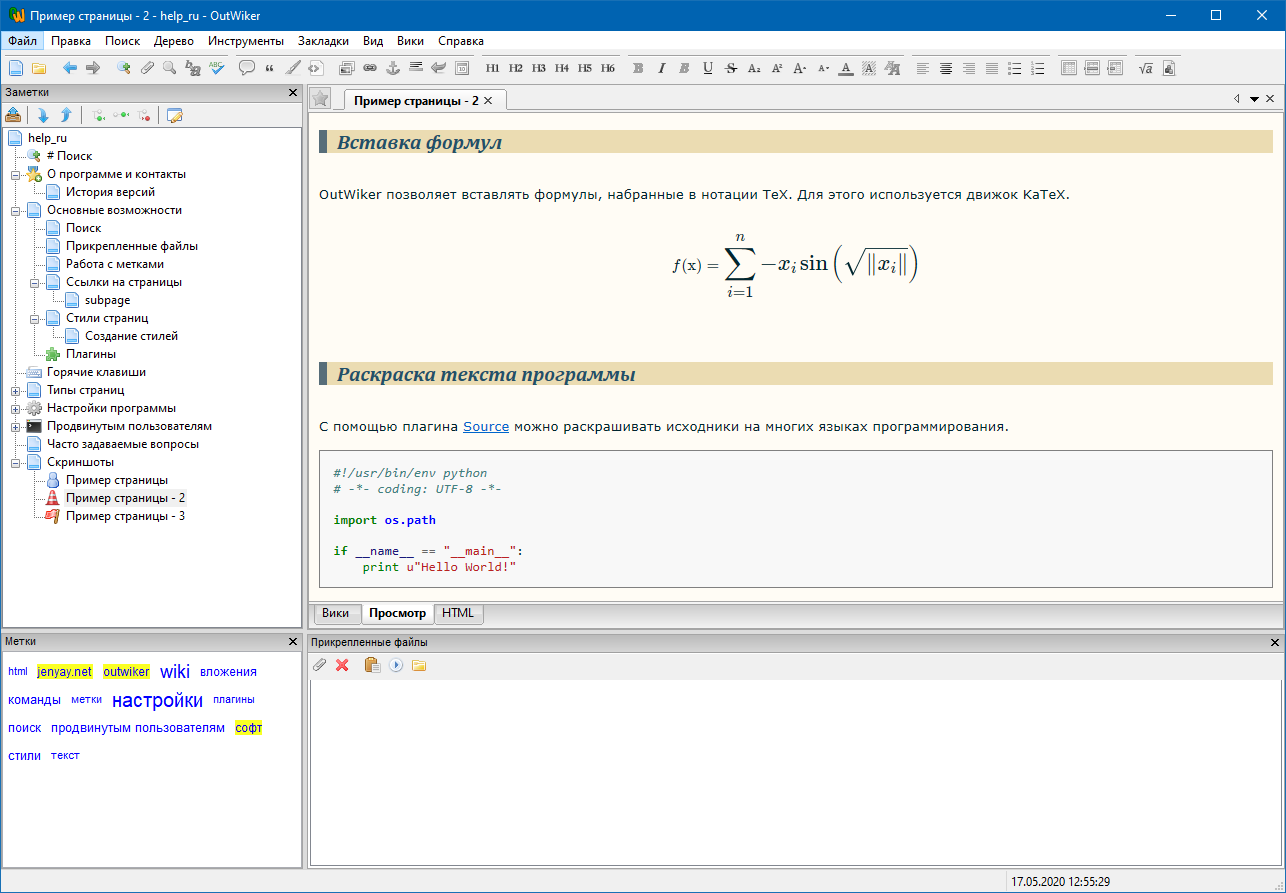 Пример страницы - 2 - help_ru - OutWiker
Файл Правка Поиск Дерево Инструменты Закладки Вид Вики Справка
H1 H2 H3 H4 H5 H6
Заметки
help_ru
# Поиск
О программе и контакты
История версий
Основные возможности
Поиск
Прикрепленные файлы
Работа с метками
Ссылки на страницы
subpage
Стили страниц
Создание стилей
Плагины
Горячие клавиши
Типы страниц
Настройки программы
Продвинутым пользователям
Часто задаваемые вопросы
Скриншоты
Пример страницы
Пример страницы - 2
Пример страницы - 3
Пример страницы - 2
Вставка формул
OutWiker позволяет вставлять формулы, набранные в нотации TeX. Для этого используется движок KaTeX.
f(x) = ∑_{i=1}^{n} −x_i sin(√‖x_i‖)
Раскраска текста программы
С помощью плагина Source можно раскрашивать исходники на многих языках программирования.
#!/usr/bin/env python
# -*- coding: UTF-8 -*-
import os.path
if __name__ == "__main__":
print u"Hello World!"
Вики Просмотр HTML
Метки
html jenyay.net outwiker wiki вложения
команды метки настройки плагины
поиск продвинутым пользователям софт
стили текст
Прикрепленные файлы
17.05.2020 12:55:29